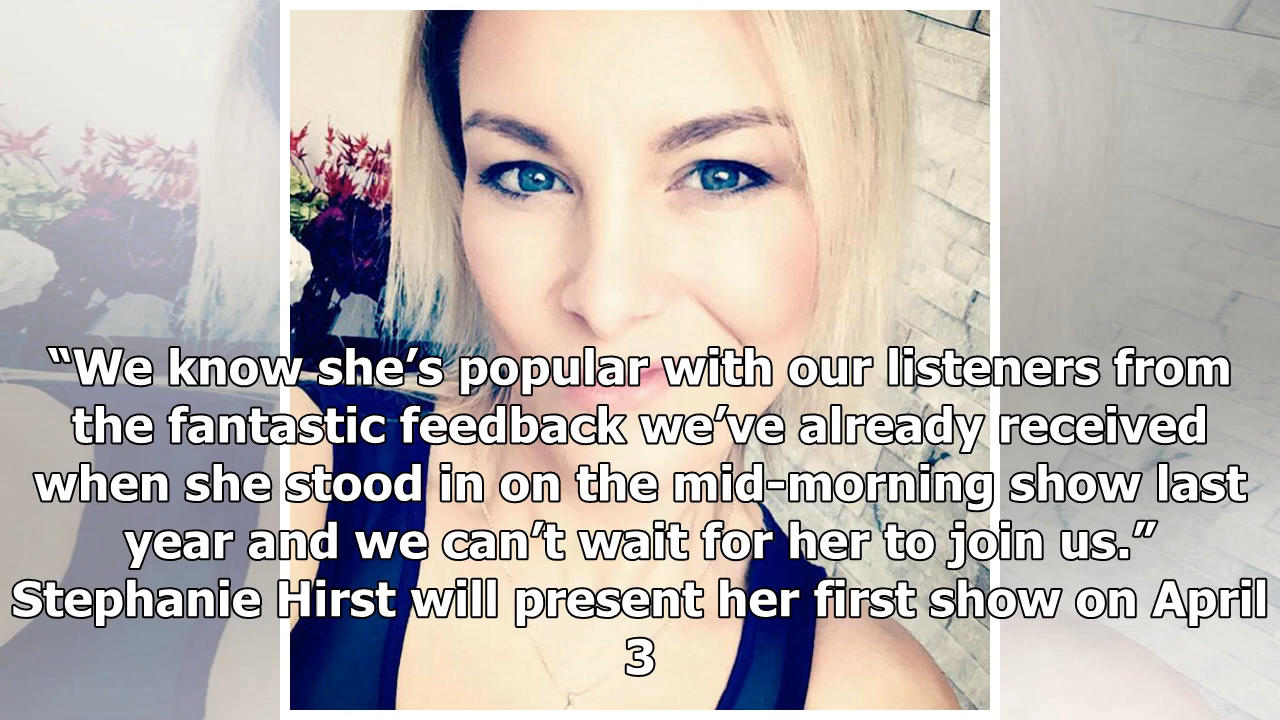 “We know she’s popular with our listeners from
the fantastic feedback we’ve already received
when she stood in on the mid-morning show last
year and we can’t wait for her to join us.”
Stephanie Hirst will present her first show on April
3